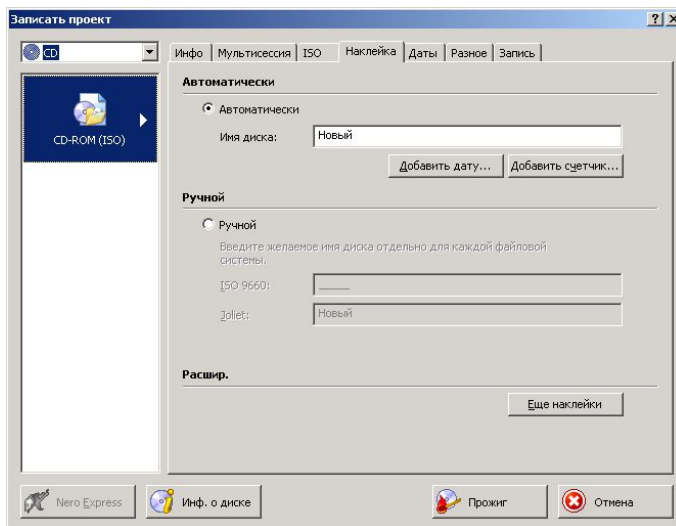 Записать проект
CD
Инфо Мультисессия ISO Наклейка Даты Разное Запись
CD-ROM (ISO)
Автоматически
Автоматически
Имя диска: Новый
Добавить дату... Добавить счетчик...
Ручной
Ручной
Введите желаемое имя диска отдельно для каждой файловой
системы.
ISO 9660: _____
Joliet: Новый
Расшир.
Еще наклейки
Nero Express Инф. о диске Прожиг Отмена